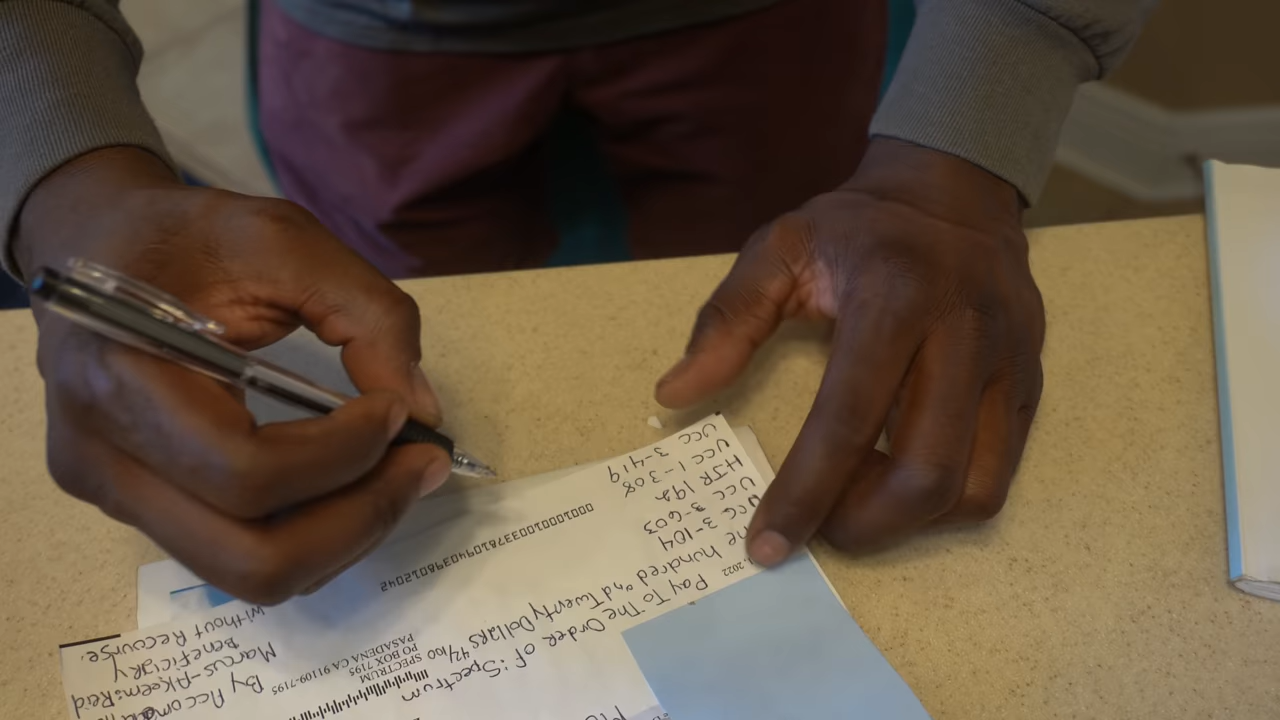 Pay To The Order of: Spectrum
hundred and Twenty Dollars 42/100
2022
SPECTRUM
PO BOX 7195
PASADENA CA 91109-7195
UCC 3-104
UCC 3-603
HJR 192
UCC 1-308
UCC 3-419
By
Marcus-Akeem:Reid
BeneficiaRY
Without Recourse.